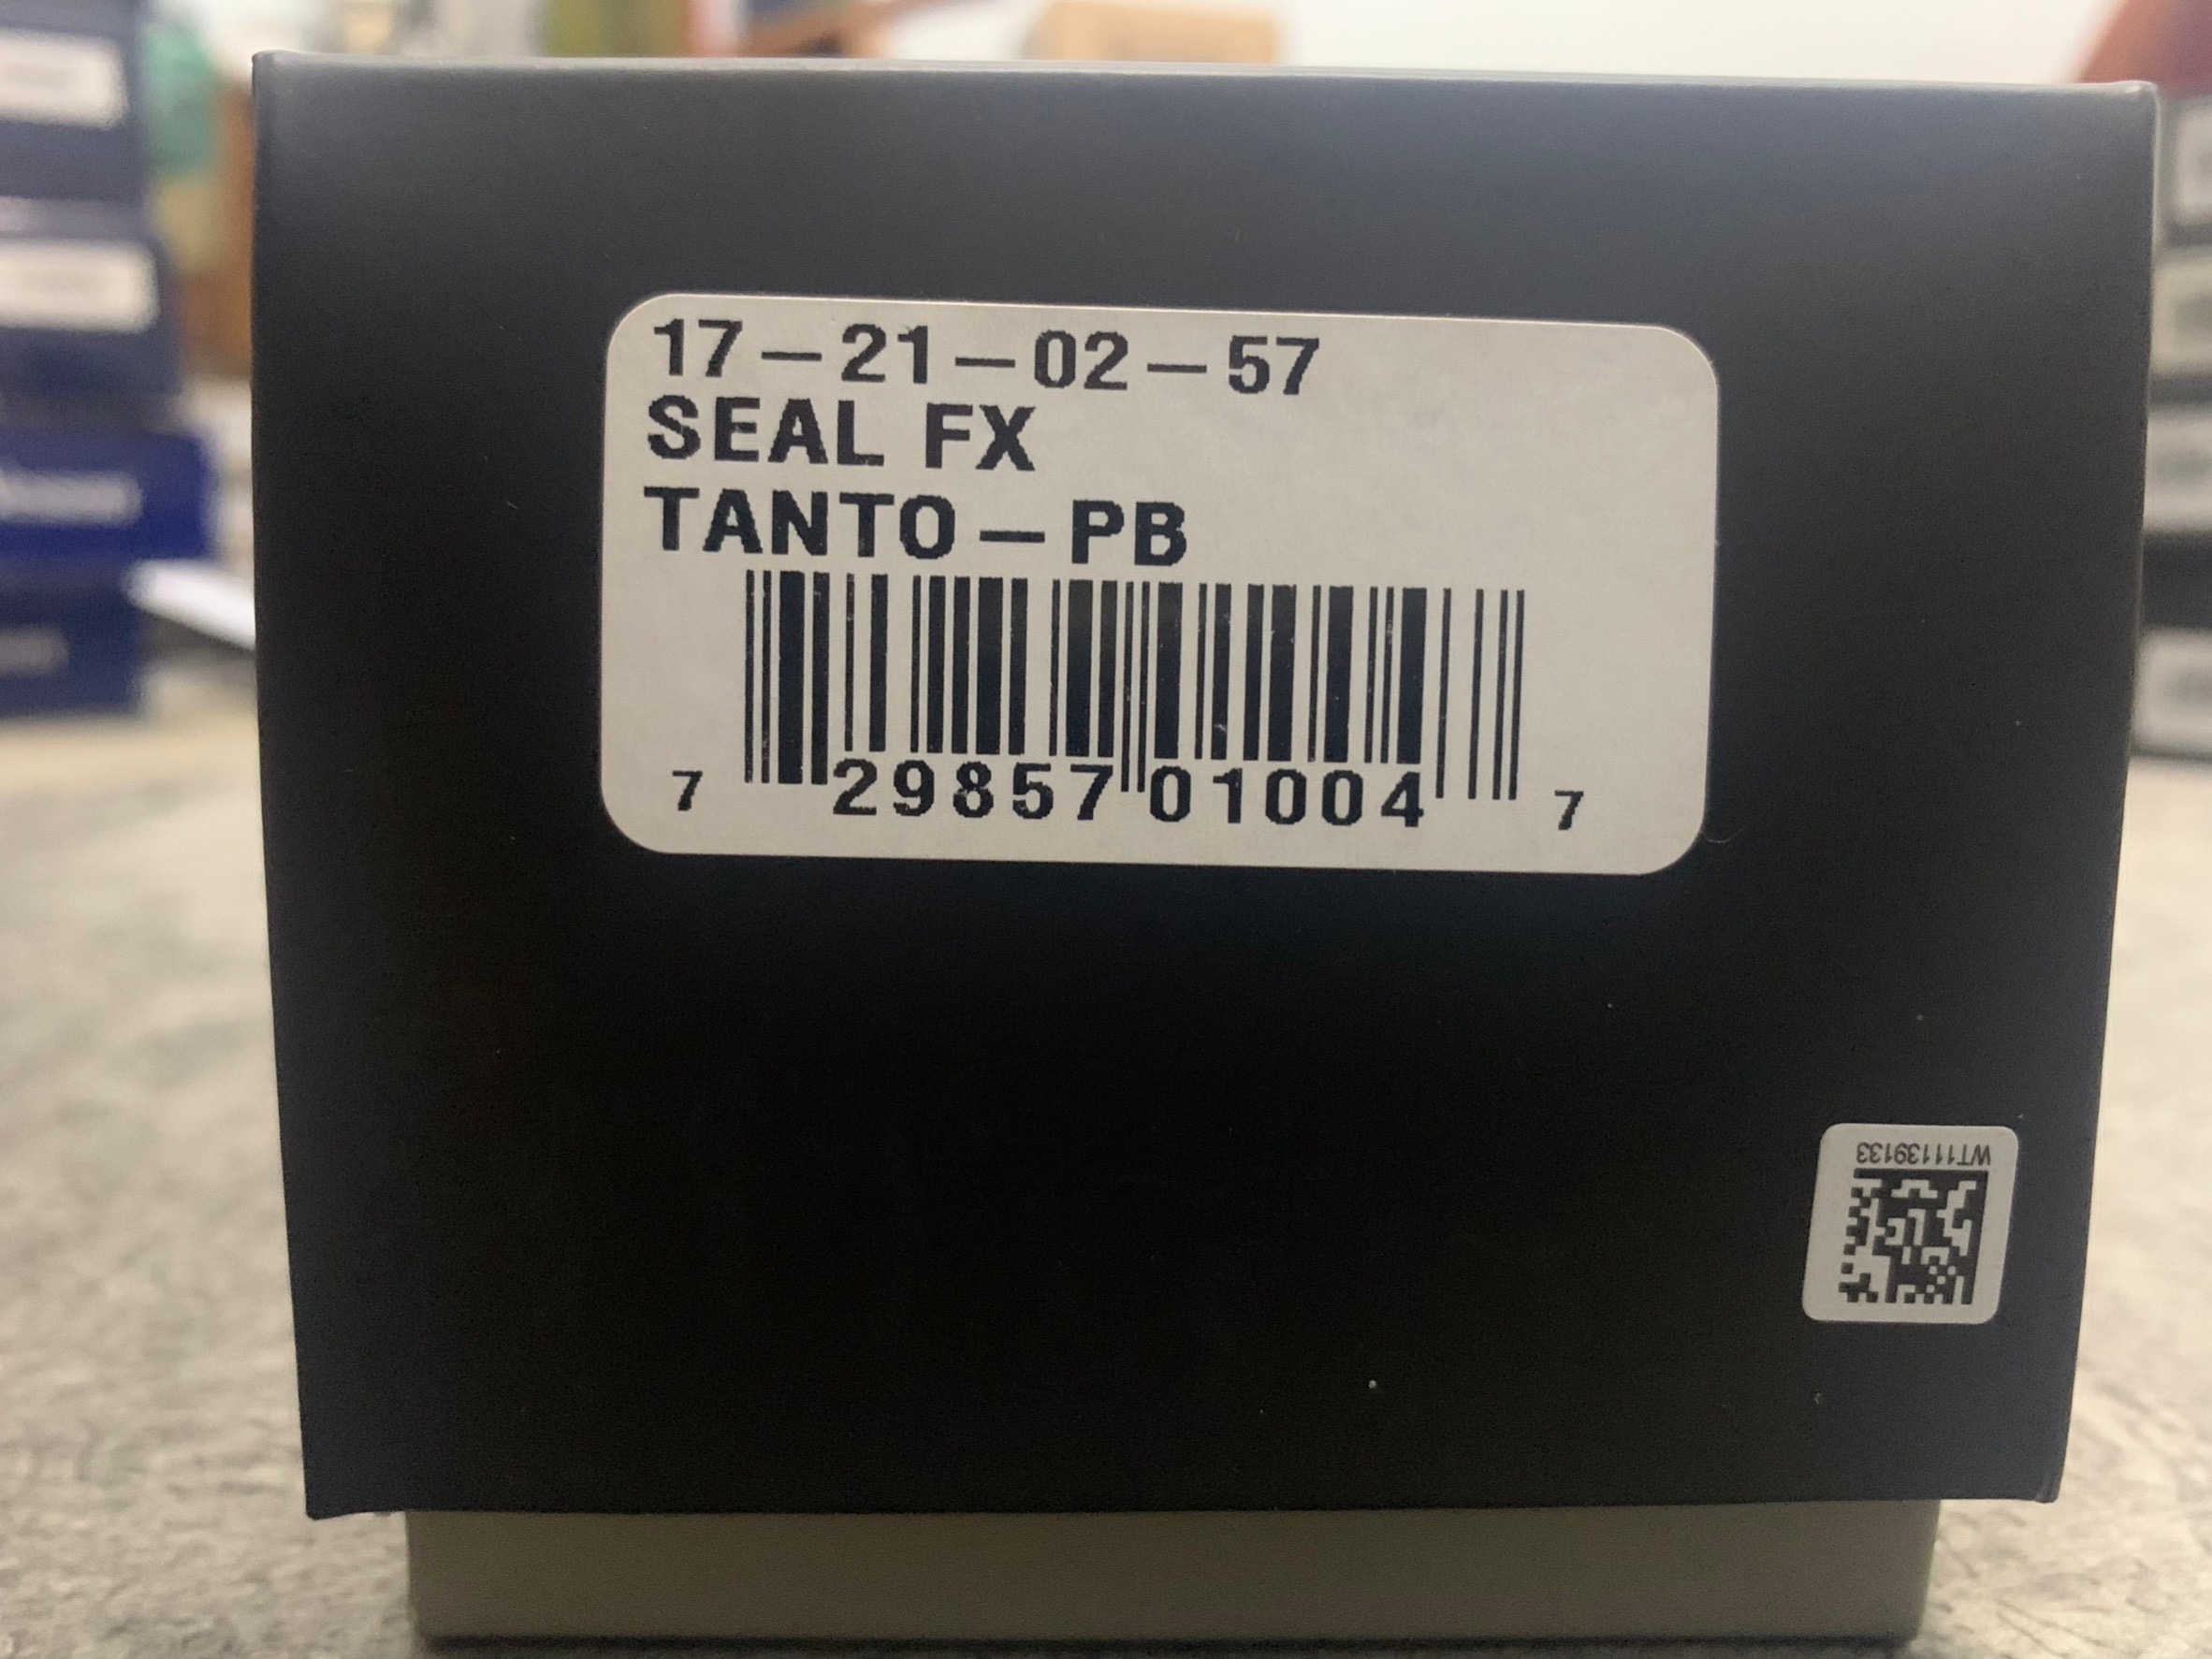 17-21-02-57
SEAL FX
TANTO-PB
7 29857 01004 7
WT11139133